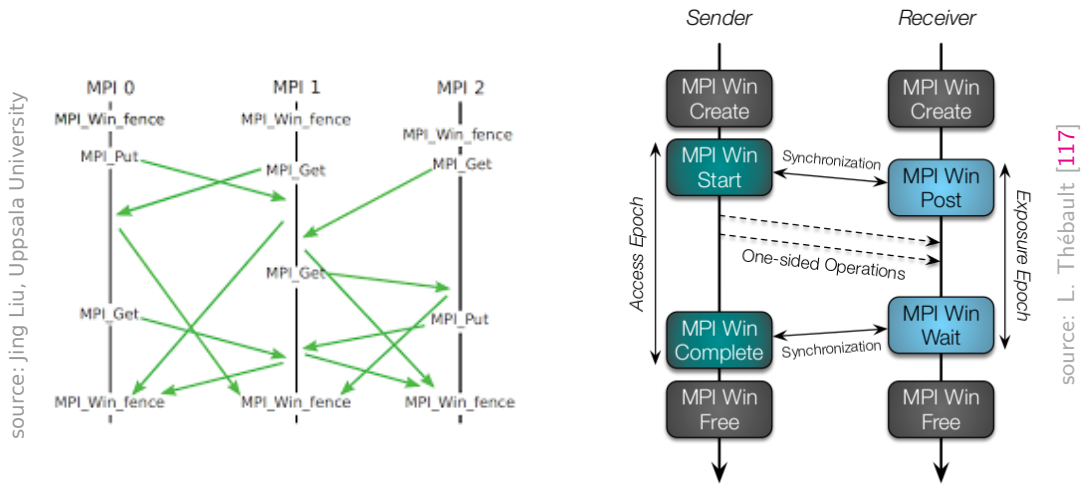 source: Jing Liu, Uppsala University
MPI 0
MPI 1
MPI 2
MPI_Win_fence
MPI_Win_fence
MPI_Win_fence
MPI_Put
MPI_Get
MPI_Get
MPI_Get
MPI_Get
MPI_Put
MPI_Win_fence
MPI_Win_fence
MPI_Win_fence
Sender
Receiver
MPI Win
Create
MPI Win
Create
Access Epoch
MPI Win
Start
Synchronization
MPI Win
Post
One-sided Operations
Exposure Epoch
MPI Win
Complete
Synchronization
MPI Win
Wait
MPI Win
Free
MPI Win
Free
source: L. Thébault [117]